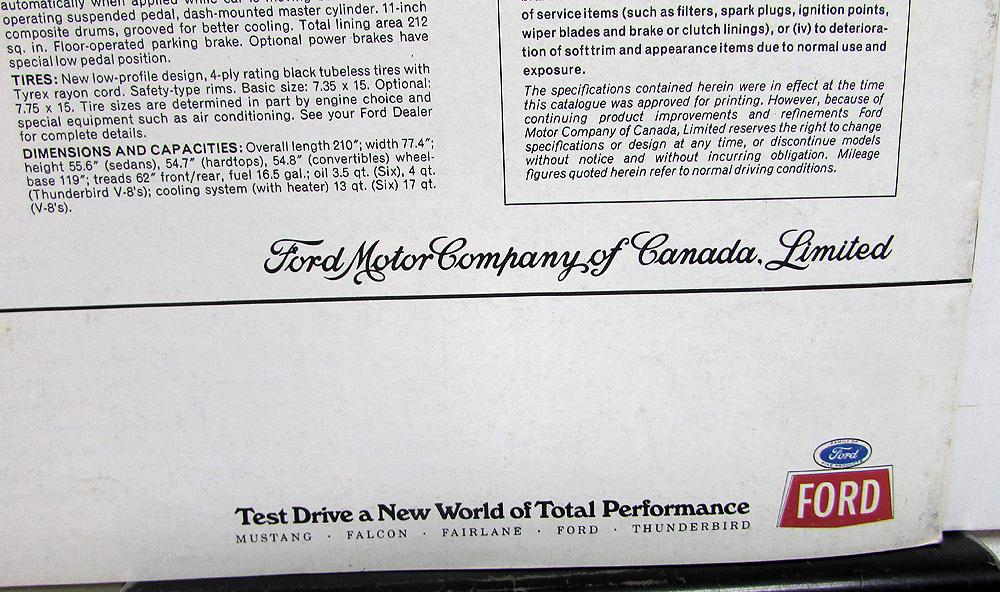 automatically when applied while car is
operating suspended pedal, dash-mounted master cylinder. 11-inch
composite drums, grooved for better cooling. Total lining area 212
sq. in. Floor-operated parking brake. Optional power brakes have
special low pedal position.
TIRES: New low-profile design, 4-ply rating black tubeless tires with
Tyrex rayon cord. Safety-type rims. Basic size: 7.35 x 15. Optional:
7.75 x 15. Tire sizes are determined in part by engine choice and
special equipment such as air conditioning. See your Ford Dealer
for complete details.
DIMENSIONS AND CAPACITIES: Overall length 210"; width 77.4";
height 55.6" (sedans), 54.7" (hardtops), 54.8" (convertibles) wheel-
base 119"; treads 62" front/rear, fuel 16.5 gal.; oil 3.5 qt. (Six), 4 qt.
(Thunderbird V-8's); cooling system (with heater) 13 qt. (Six) 17 qt.
(V-8's).
of service items (such as filters, spark plugs, ignition points,
wiper blades and brake or clutch linings), or (iv) to deteriora-
tion of soft trim and appearance items due to normal use and
exposure.
The specifications contained herein were in effect at the time
this catalogue was approved for printing. However, because of
continuing product improvements and refinements Ford
Motor Company of Canada, Limited reserves the right to change
specifications or design at any time, or discontinue models
without notice and without incurring obligation. Mileage
figures quoted herein refer to normal driving conditions.
Ford Motor Company of Canada, Limited
FAMILY OF
Ford
FINE PRODUCTS
FORD
Test Drive a New World of Total Performance
MUSTANG · FALCON · FAIRLANE · FORD · THUNDERBIRD